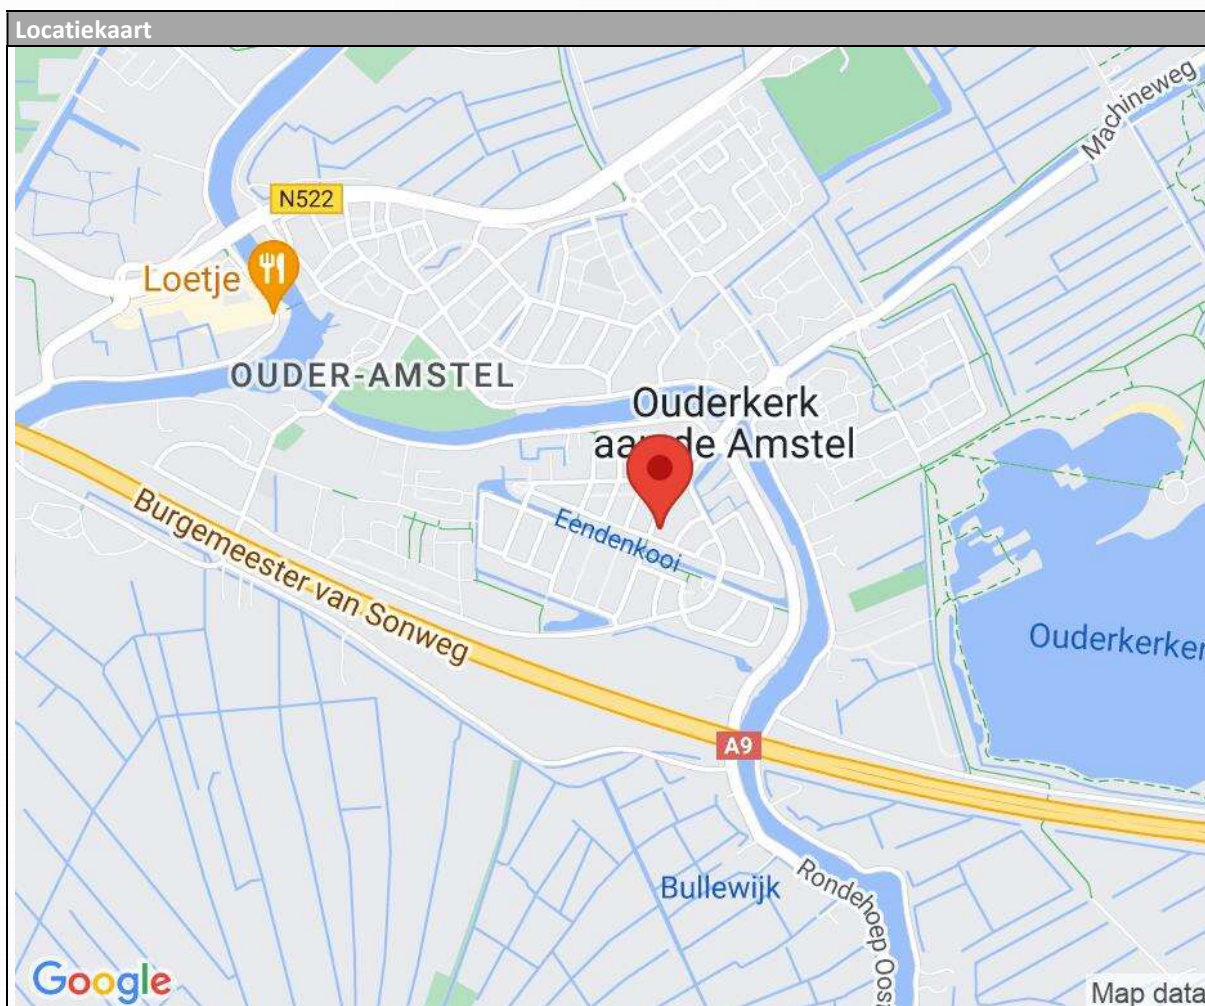 Locatiekaart
Machineweg
N522
Loetje
OUDER-AMSTEL
Ouderkerk
aan de Amstel
Eendenkooi
Burgemeester van Sonweg
Ouderkerker
A9
Bullewijk
Rondehoep Oos
Google
Map data